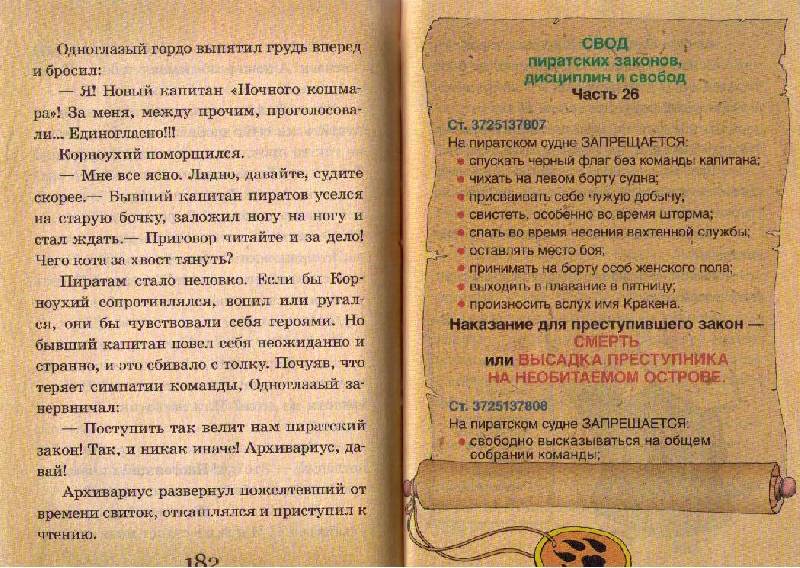 Одноглазый гордо выпятил грудь вперед
и бросил:
— Я! Новый капитан «Ночного кошма-
ра»! За меня, между прочим, проголосова-
ли... Единогласно!!!
Корноухий поморщился.
— Мне все ясно. Ладно, давайте, судите
скорее.— Бывший капитан пиратов уселся
на старую бочку, заложил ногу на ногу и
стал ждать.— Приговор читайте и за дело!
Чего кота за хвост тянуть?
Пиратам стало неловко. Если бы Кор-
ноухий сопротивлялся, вопил или ругал-
ся, они бы чувствовали себя героями. Но
бывший капитан повел себя неожиданно и
странно, и это сбивало с толку. Почуяв, что
теряет симпатии команды, Одноглазый за-
нервничал:
— Поступить так велит нам пиратский
закон! Так, и никак иначе! Архивариус, да-
вай!
Архивариус развернул пожелтевший от
времени свиток, откашлялся и приступил к
чтению.
182
СВОД
пиратских законов,
дисциплин и свобод
Часть 26
Ст. 3725137807
На пиратском судне ЗАПРЕЩАЕТСЯ:
• спускать черный флаг без команды капитана;
• чихать на левом борту судна;
• присваивать себе чужую добычу;
• свистеть, особенно во время шторма;
• спать во время несения вахтенной службы;
• оставлять место боя;
• принимать на борту особ женского пола;
• выходить в плавание в пятницу;
• произносить вслух имя Кракена.
Наказание для преступившего закон —
СМЕРТЬ
или ВЫСАДКА ПРЕСТУПНИКА
НА НЕОБИТАЕМОМ ОСТРОВЕ.
Ст. 3725137808
На пиратском судне ЗАПРЕЩАЕТСЯ:
• свободно высказываться на общем
собрании команды;